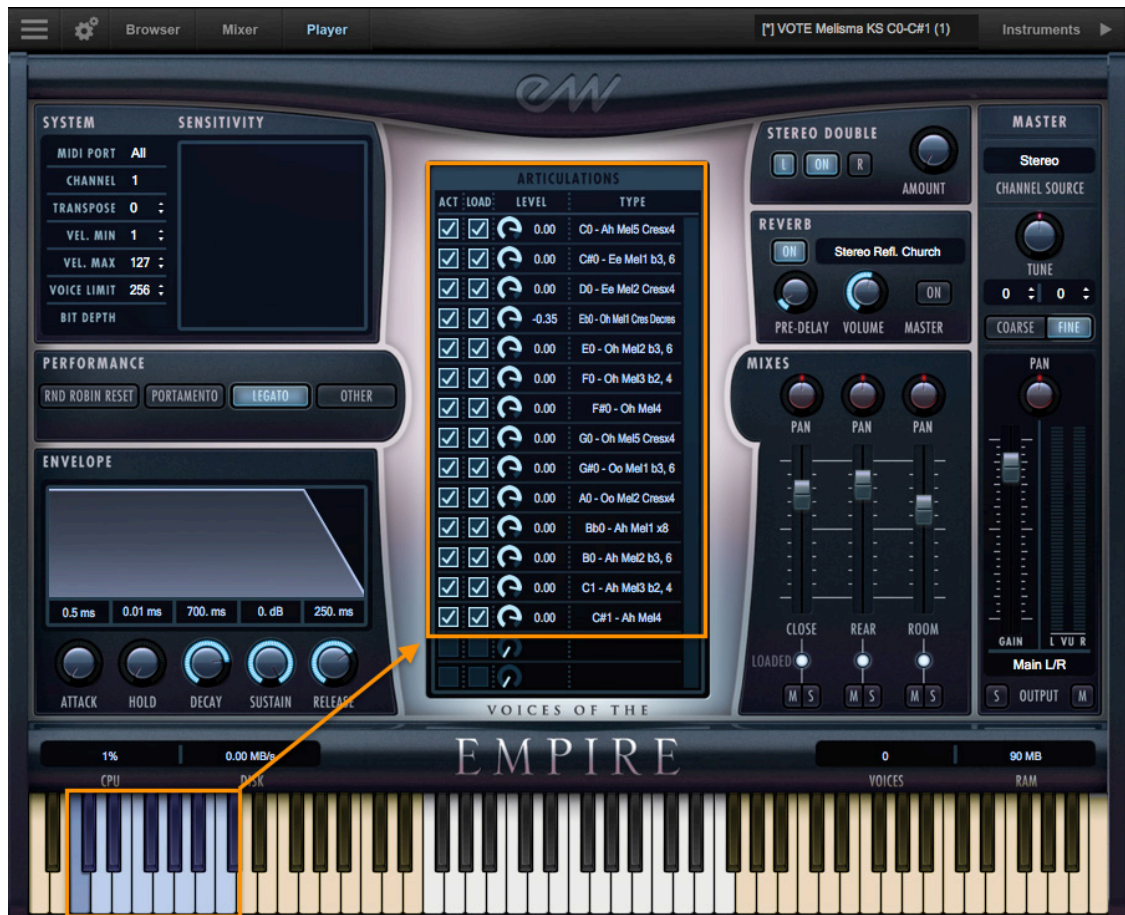 Browser Mixer Player [*] VOTE Melisma KS C0-C#1 (1) Instruments
ew
SYSTEM SENSITIVITY
MIDI PORT All
CHANNEL 1
TRANSPOSE 0
VEL. MIN 1
VEL. MAX 127
VOICE LIMIT 256
BIT DEPTH
PERFORMANCE
RND ROBIN RESET PORTAMENTO LEGATO OTHER
ENVELOPE
0.5 ms 0.01 ms 700. ms 0. dB 250. ms
ATTACK HOLD DECAY SUSTAIN RELEASE
ARTICULATIONS
ACT LOAD LEVEL TYPE
0.00 C0 - Ah Mel5 Cresx4
0.00 C#0 - Ee Mel1 b3, 6
0.00 D0 - Ee Mel2 Cresx4
-0.35 Eb0 - Oh Mel1 Cres Decres
0.00 E0 - Oh Mel2 b3, 6
0.00 F0 - Oh Mel3 b2, 4
0.00 F#0 - Oh Mel4
0.00 G0 - Oh Mel5 Cresx4
0.00 G#0 - Oo Mel1 b3, 6
0.00 A0 - Oo Mel2 Cresx4
0.00 Bb0 - Ah Mel1 x8
0.00 B0 - Ah Mel2 b3, 6
0.00 C1 - Ah Mel3 b2, 4
0.00 C#1 - Ah Mel4
VOICES OF THE
EMPIRE
STEREO DOUBLE
L ON R
AMOUNT
REVERB
ON Stereo Refl. Church
ON
PRE-DELAY VOLUME MASTER
MIXES
PAN PAN PAN
CLOSE REAR ROOM
LOADED
M S M S M S
MASTER
Stereo
CHANNEL SOURCE
TUNE
0 0
COARSE FINE
PAN
GAIN L VU R
Main L/R
S OUTPUT M
1% 0.00 MB/s 0 90 MB
CPU DISK VOICES RAM